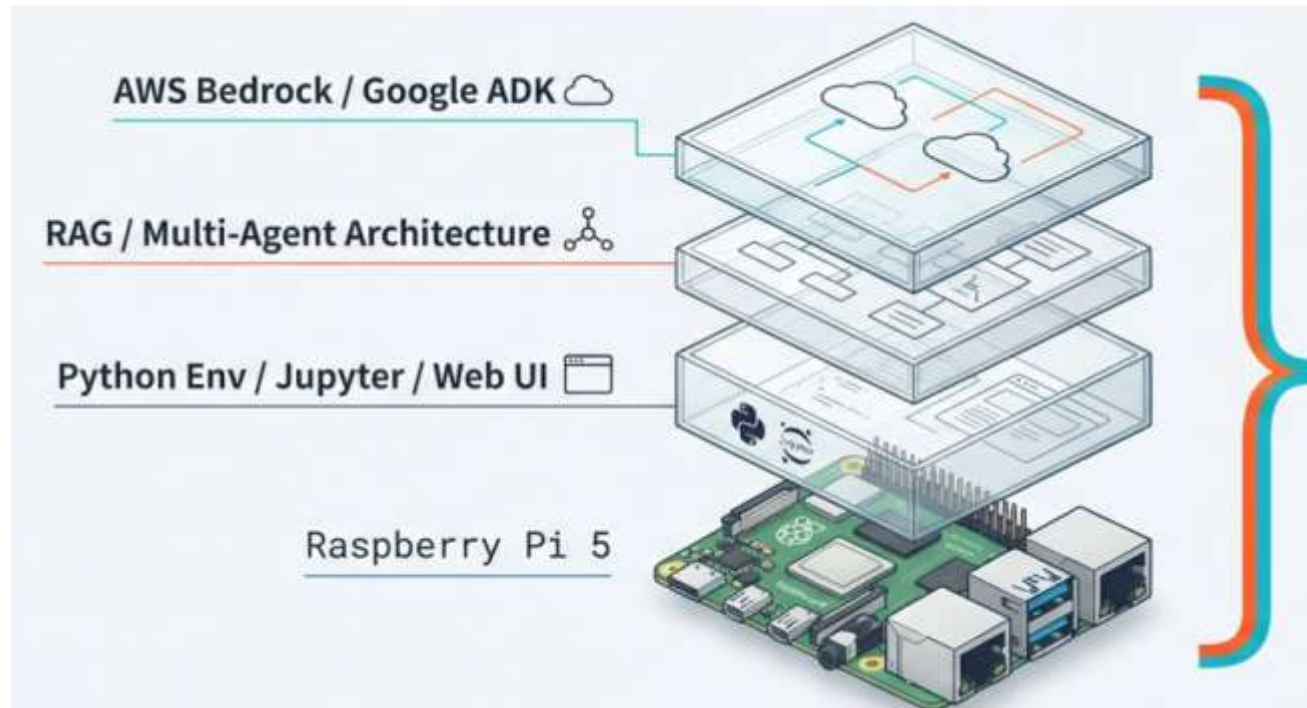 AWS Bedrock / Google ADK
RAG / Multi-Agent Architecture
Python Env / Jupyter / Web UI
Raspberry Pi 5